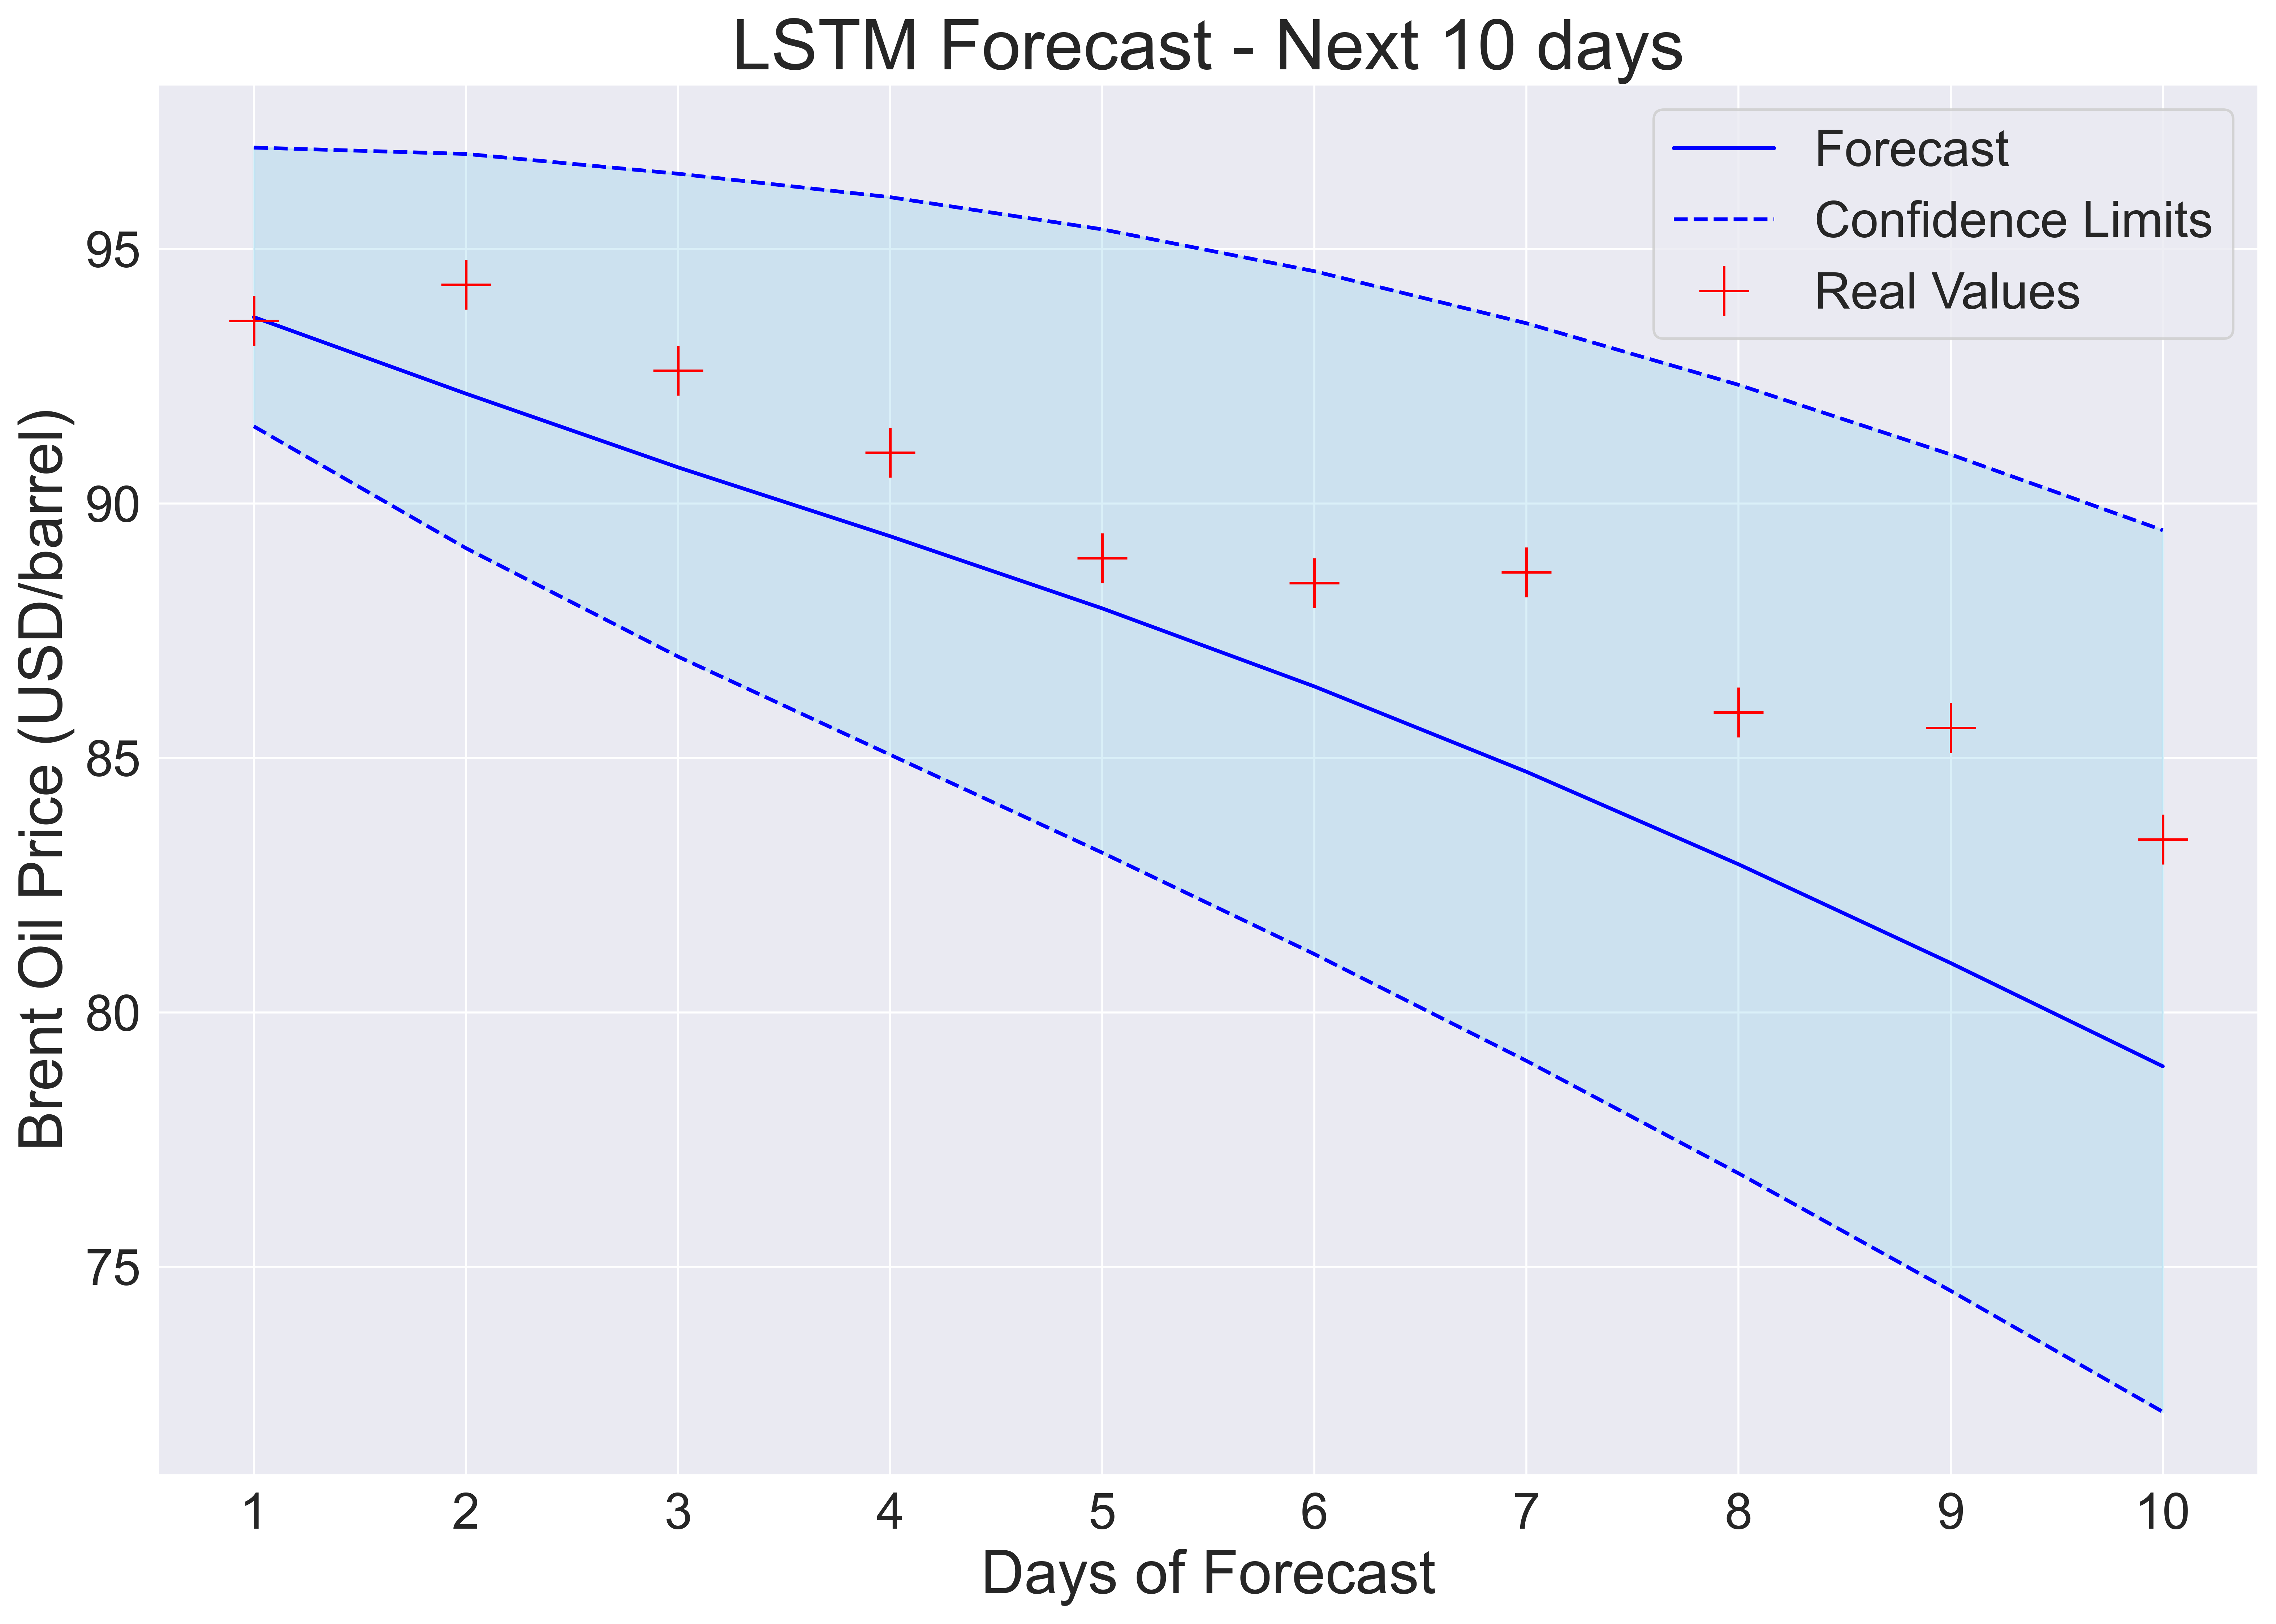 LSTM Forecast - Next 10 days
Forecast
Confidence Limits
Real Values
Brent Oil Price (USD/barrel)
95
90
85
80
75
1 2 3 4 5 6 7 8 9 10
Days of Forecast